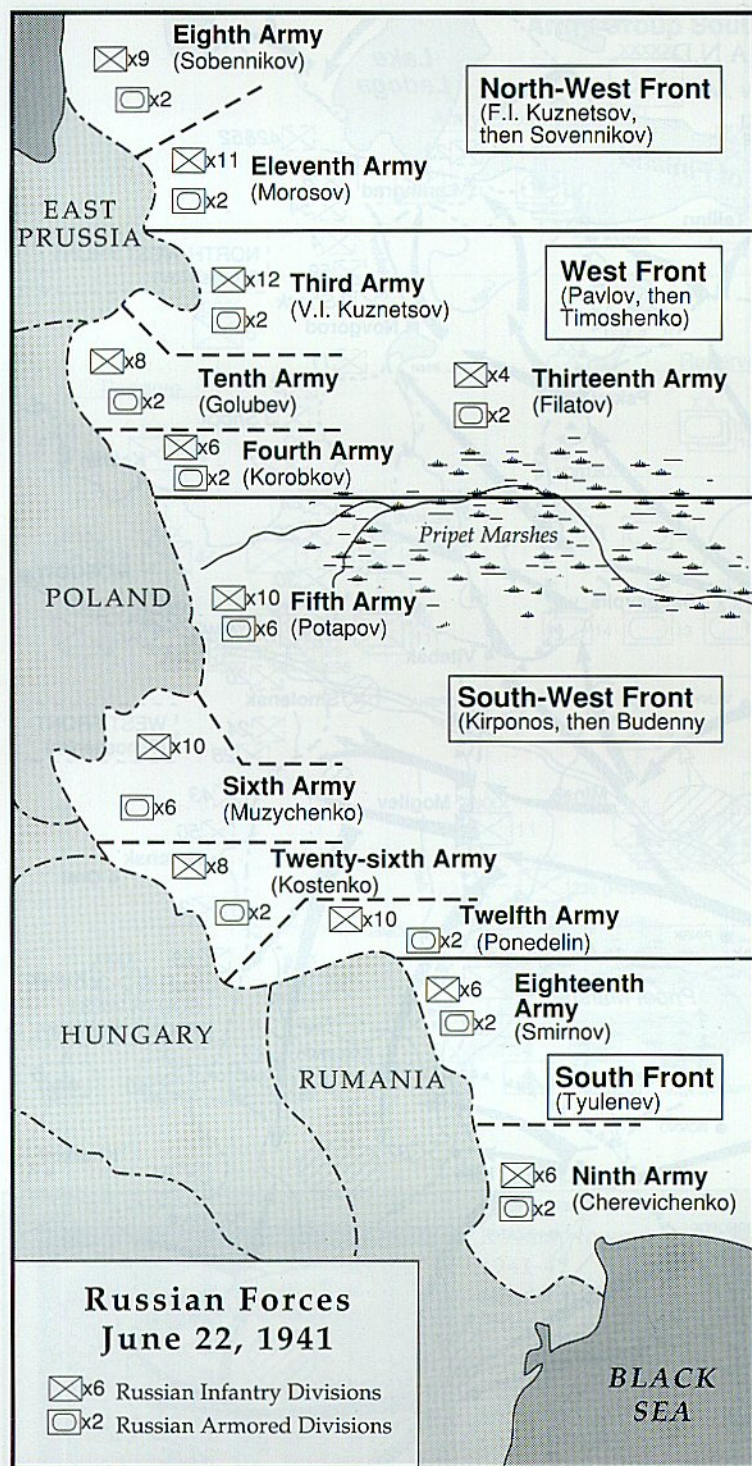 Eighth Army
(Sobennikov)
x9
x2
North-West Front
(F.I. Kuznetsov,
then Sovennikov)
x11
Eleventh Army
x2
(Morosov)
EAST
PRUSSIA
West Front
(Pavlov, then
Timoshenko)
x12
Third Army
x2
(V.I. Kuznetsov)
x8
Tenth Army
x2
(Golubev)
x4
Thirteenth Army
x2
(Filatov)
x6
Fourth Army
x2
(Korobkov)
Pripet Marshes
POLAND
x10
Fifth Army
x6
(Potapov)
South-West Front
(Kirponos, then Budenny
x10
Sixth Army
x6
(Muzychenko)
x8
Twenty-sixth Army
(Kostenko)
x2
x10
Twelfth Army
x2
(Ponedelin)
x6
Eighteenth
Army
x2
(Smirnov)
HUNGARY
RUMANIA
South Front
(Tyulenev)
x6
Ninth Army
x2
(Cherevichenko)
Russian Forces
June 22, 1941
x6 Russian Infantry Divisions
x2 Russian Armored Divisions
BLACK
SEA